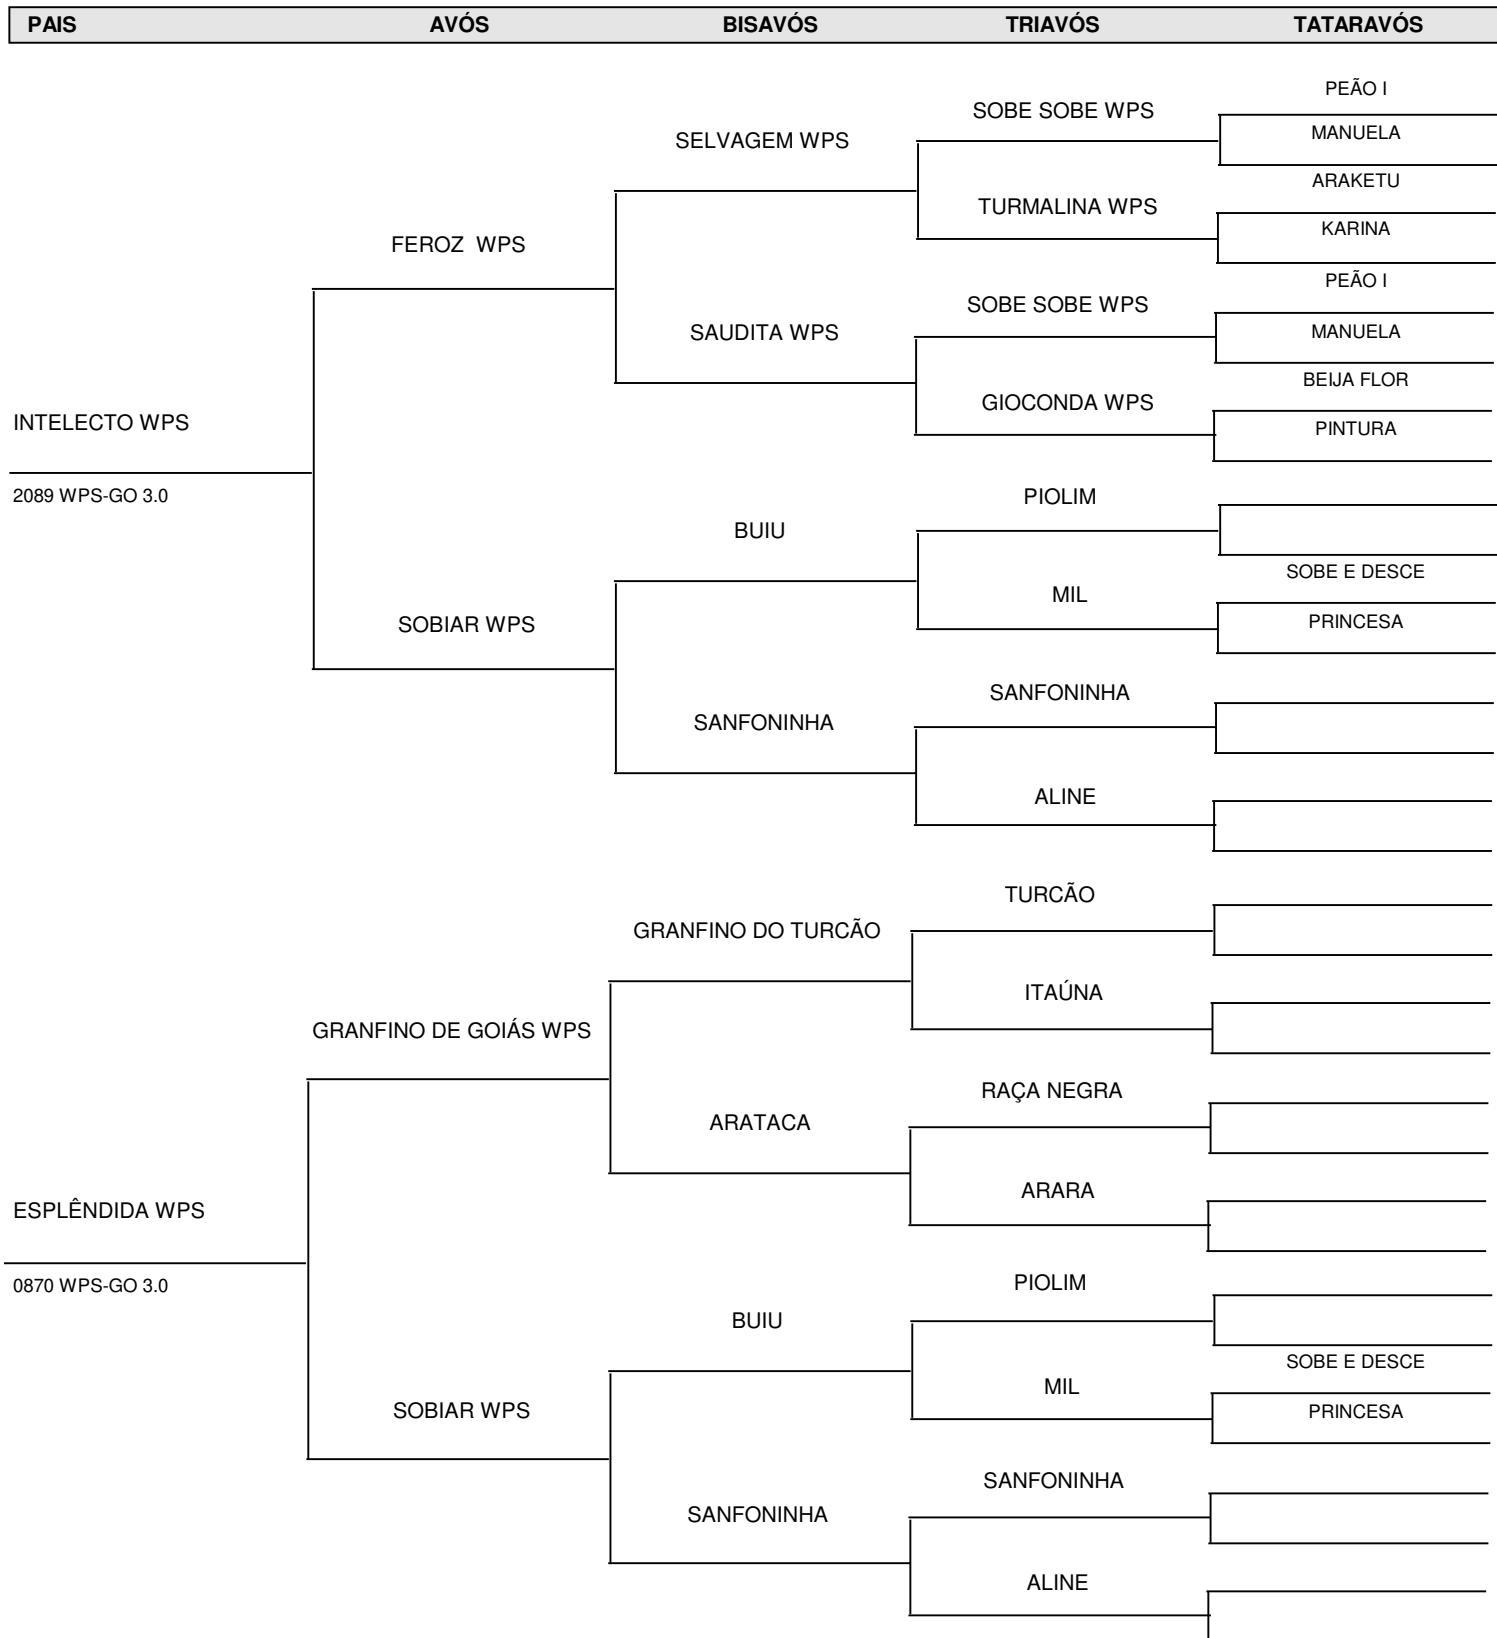 PAIS AVÓS BISAVÓS TRIAVÓS TATARAVÓS
PEÃO I
SOBE SOBE WPS
MANUELA
SELVAGEM WPS
ARAKETU
TURMALINA WPS
KARINA
FEROZ WPS
PEÃO I
SOBE SOBE WPS
MANUELA
SAUDITA WPS
BEIJA FLOR
GIOCONDA WPS
PINTURA
INTELECTO WPS
2089 WPS-GO 3.0
PIOLIM
BUIU
SOBE E DESCE
MIL
PRINCESA
SOBIAR WPS
SANFONINHA
SANFONINHA
ALINE
TURCÃO
GRANFINO DO TURCÃO
ITAÚNA
GRANFINO DE GOIÁS WPS
RAÇA NEGRA
ARATACA
ARARA
ESPLÊNDIDA WPS
0870 WPS-GO 3.0
PIOLIM
BUIU
SOBE E DESCE
MIL
PRINCESA
SOBIAR WPS
SANFONINHA
SANFONINHA
ALINE